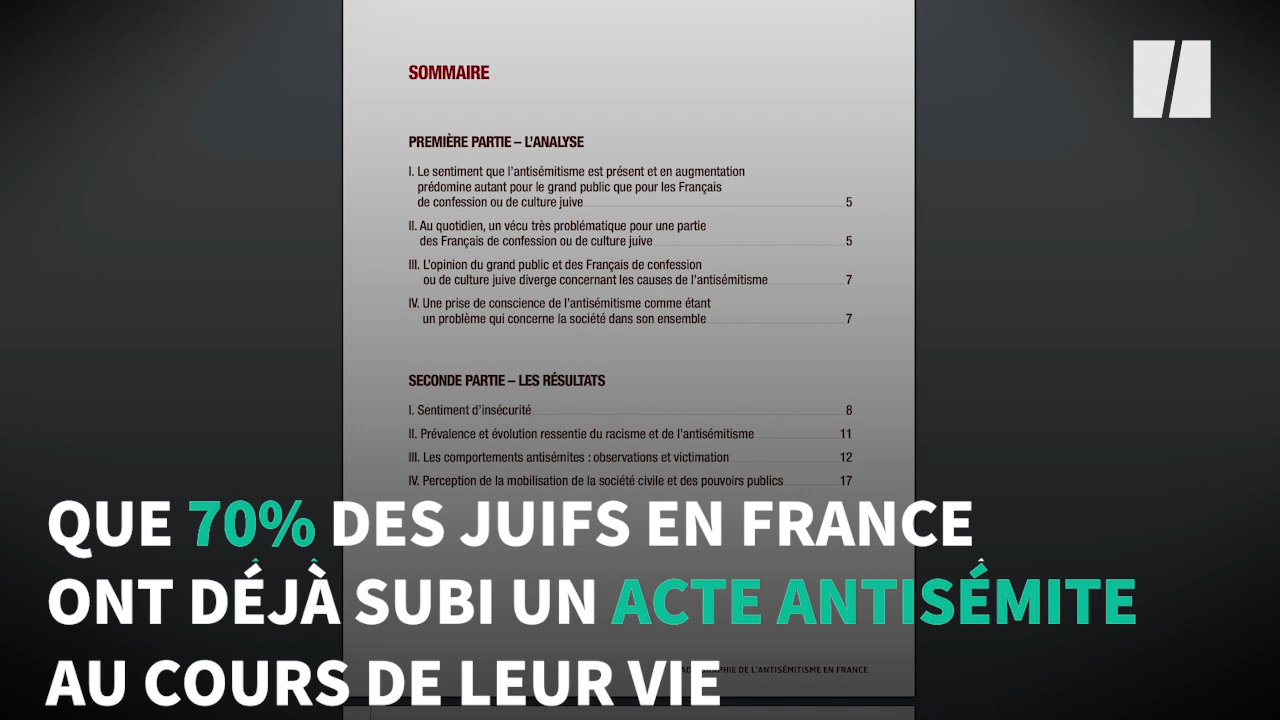 SOMMAIRE
PREMIÈRE PARTIE – L'ANALYSE
I. Le sentiment que l'antisémitisme est présent et en augmentation
prédomine autant pour le grand public que pour les Français
de confession ou de culture juive 5
II. Au quotidien, un vécu très problématique pour une partie
des Français de confession ou de culture juive 5
III. L'opinion du grand public et des Français de confession
ou de culture juive diverge concernant les causes de l'antisémitisme 7
IV. Une prise de conscience de l'antisémitisme comme étant
un problème qui concerne la société dans son ensemble 7
SECONDE PARTIE – LES RÉSULTATS
I. Sentiment d'insécurité 8
II. Prévalence et évolution ressentie du racisme et de l'antisémitisme 11
III. Les comportements antisémites : observations et victimation 12
IV. Perception de la mobilisation de la société civile et des pouvoirs publics 17
QUE 70% DES JUIFS EN FRANCE
ONT DÉJÀ SUBI UN ACTE ANTISÉMITE
AU COURS DE LEUR VIE
DE L'ANTISÉMITISME EN FRANCE